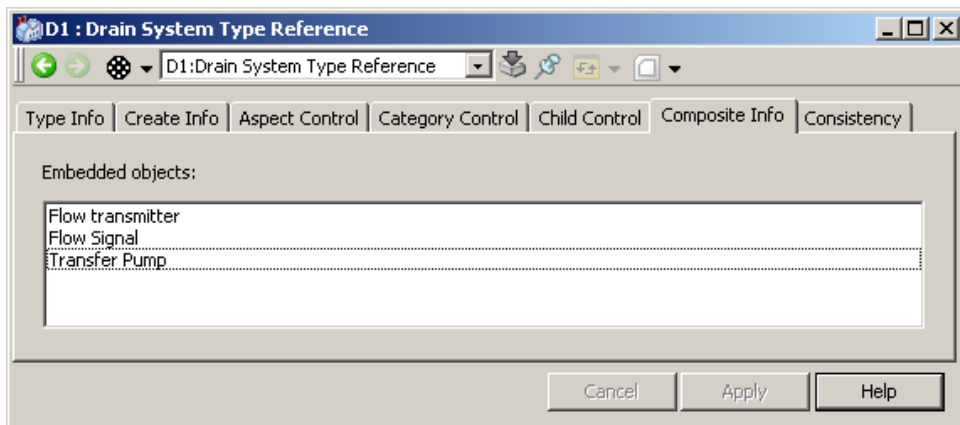 D1 : Drain System Type Reference
D1:Drain System Type Reference
Type Info Create Info Aspect Control Category Control Child Control Composite Info Consistency
Embedded objects:
Flow transmitter
Flow Signal
Transfer Pump
Cancel Apply Help